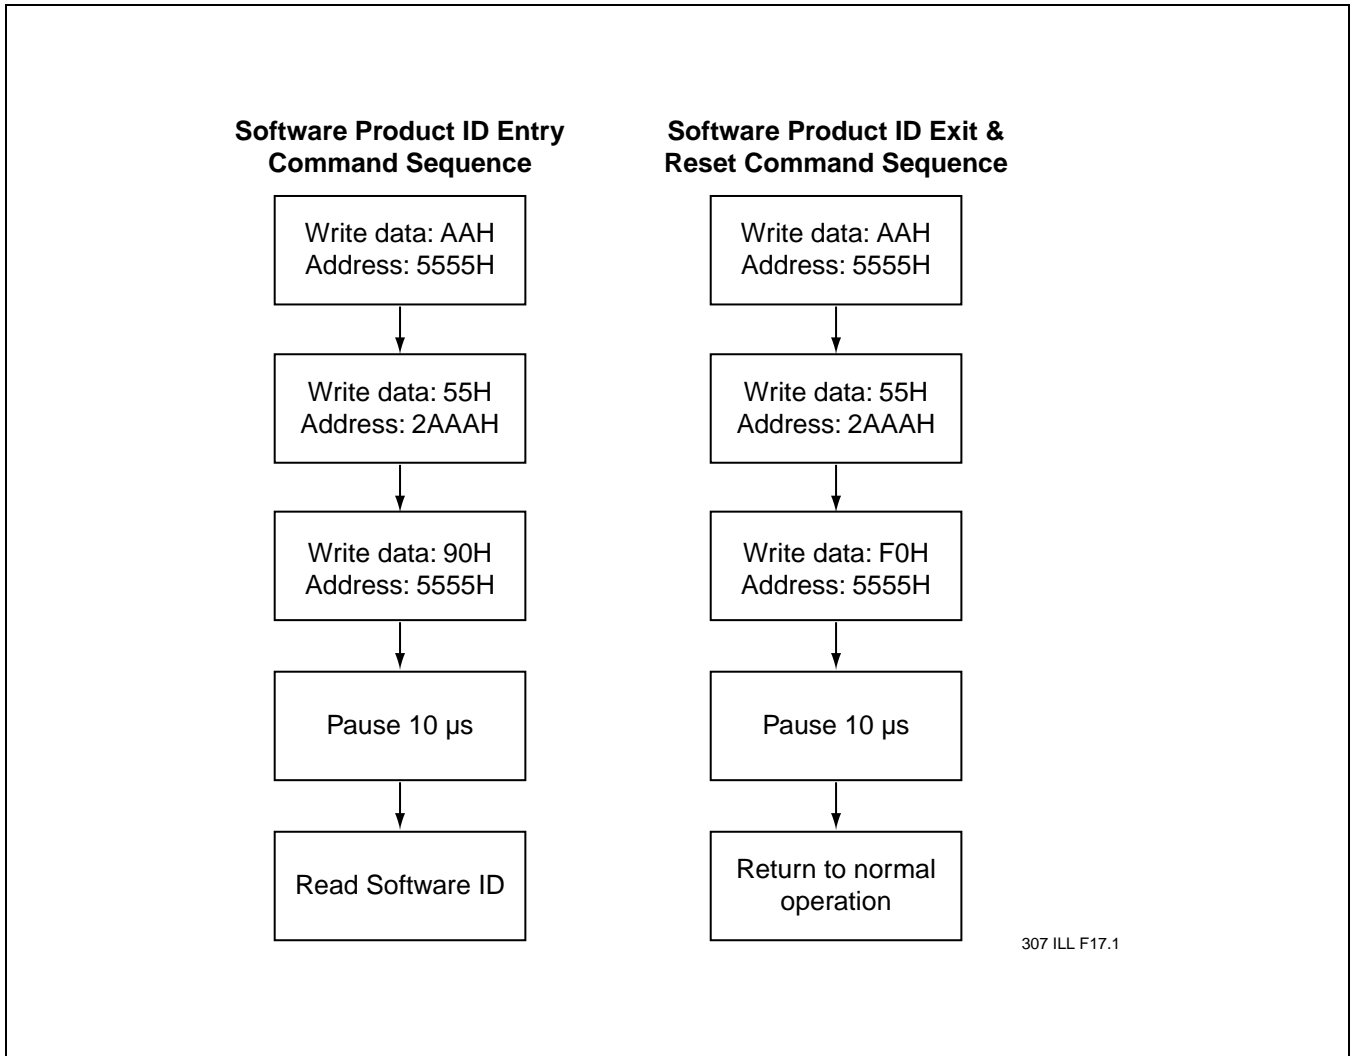 Software Product ID Entry
Command Sequence
Write data: AAH
Address: 5555H
Write data: 55H
Address: 2AAAH
Write data: 90H
Address: 5555H
Pause 10 µs
Read Software ID
Software Product ID Exit &
Reset Command Sequence
Write data: AAH
Address: 5555H
Write data: 55H
Address: 2AAAH
Write data: F0H
Address: 5555H
Pause 10 µs
Return to normal
operation
307 ILL F17.1